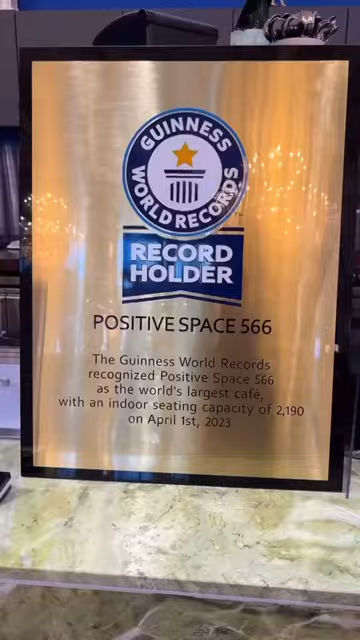 GUINNESS
WORLD RECORDS
TM
RECORD
HOLDER
POSITIVE SPACE 566
The Guinness World Records
recognized Positive Space 566
as the world's largest cafe,
with an indoor seating capacity of 2,190
on April 1st, 2023